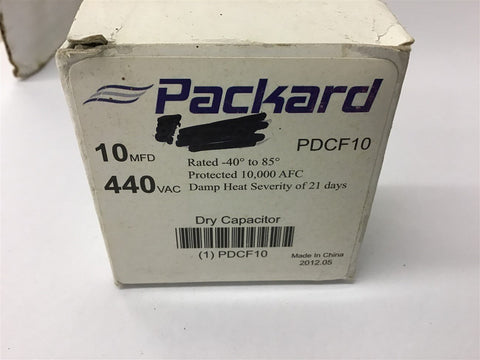 Packard
PDCF10
10 MFD
440 VAC
Rated -40° to 85°
Protected 10,000 AFC
Damp Heat Severity of 21 days
Dry Capacitor
(1) PDCF10
Made In China
2012.05